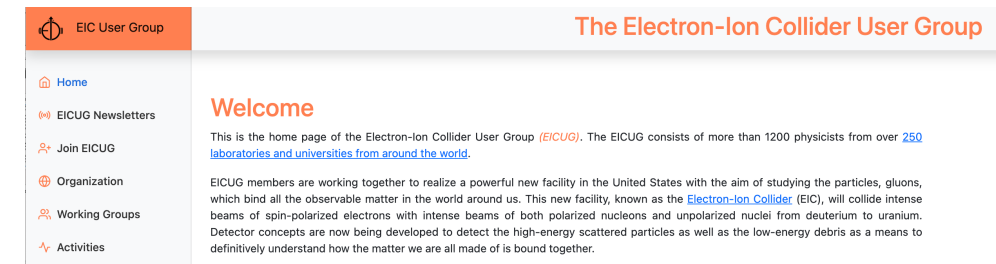 EIC User Group
The Electron-Ion Collider User Group
Home
EICUG Newsletters
Join EICUG
Organization
Working Groups
Activities
Welcome
This is the home page of the Electron-Ion Collider User Group (EICUG). The EICUG consists of more than 1200 physicists from over 250
laboratories and universities from around the world.
EICUG members are working together to realize a powerful new facility in the United States with the aim of studying the particles, gluons,
which bind all the observable matter in the world around us. This new facility, known as the Electron-Ion Collider (EIC), will collide intense
beams of spin-polarized electrons with intense beams of both polarized nucleons and unpolarized nuclei from deuterium to uranium.
Detector concepts are now being developed to detect the high-energy scattered particles as well as the low-energy debris as a means to
definitively understand how the matter we are all made of is bound together.